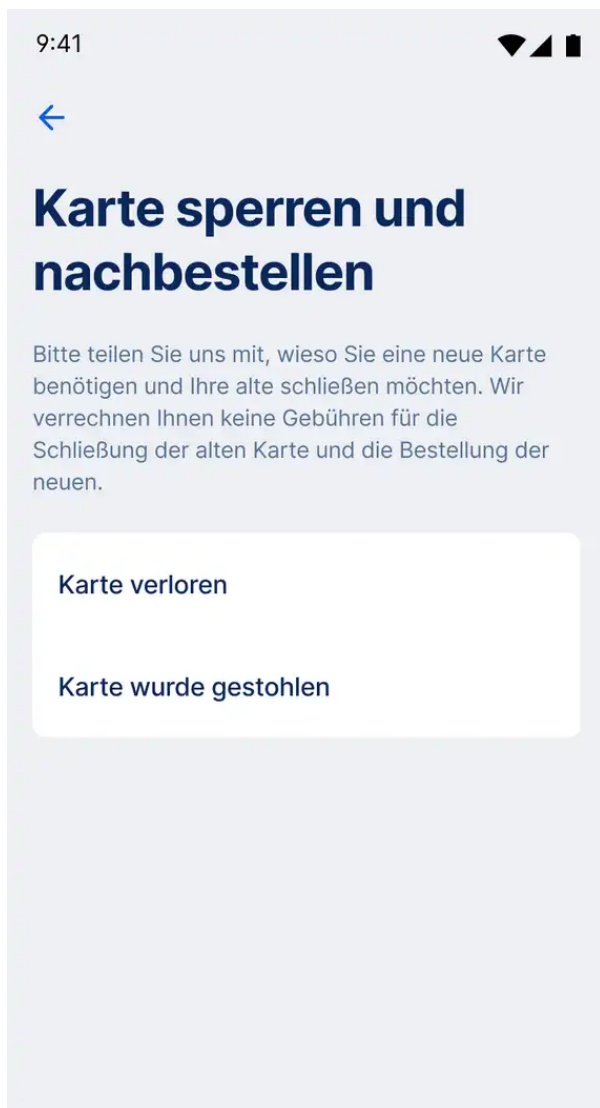 9:41
Karte sperren und
nachbestellen
Bitte teilen Sie uns mit, wieso Sie eine neue Karte
benötigen und Ihre alte schließen möchten. Wir
verrechnen Ihnen keine Gebühren für die
Schließung der alten Karte und die Bestellung der
neuen.
Karte verloren
Karte wurde gestohlen